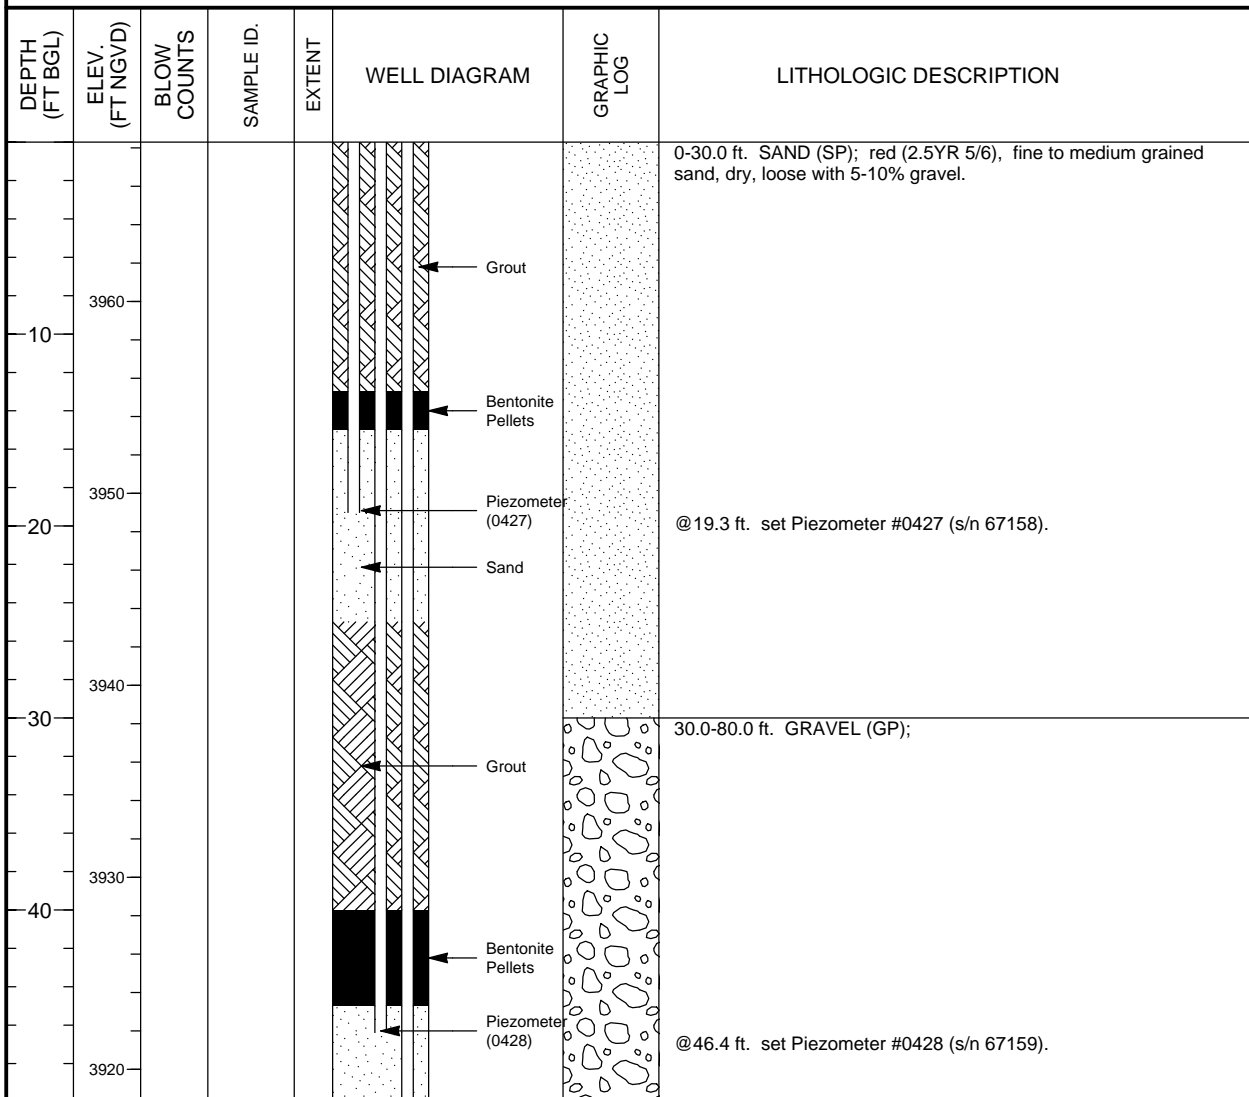 DEPTH
(FT BGL)
ELEV.
(FT NGVD)
BLOW
COUNTS
SAMPLE ID.
EXTENT
WELL DIAGRAM
GRAPHIC
LOG
LITHOLOGIC DESCRIPTION
0-30.0 ft.  SAND (SP);  red (2.5YR 5/6),  fine to medium grained
sand, dry, loose with 5-10% gravel.
Grout
3960
10
Bentonite
Pellets
3950
Piezometer
(0427)
20
@19.3 ft.  set Piezometer #0427 (s/n 67158).
Sand
3940
30
30.0-80.0 ft.  GRAVEL (GP);
Grout
3930
40
Bentonite
Pellets
Piezometer
(0428)
@46.4 ft.  set Piezometer #0428 (s/n 67159).
3920